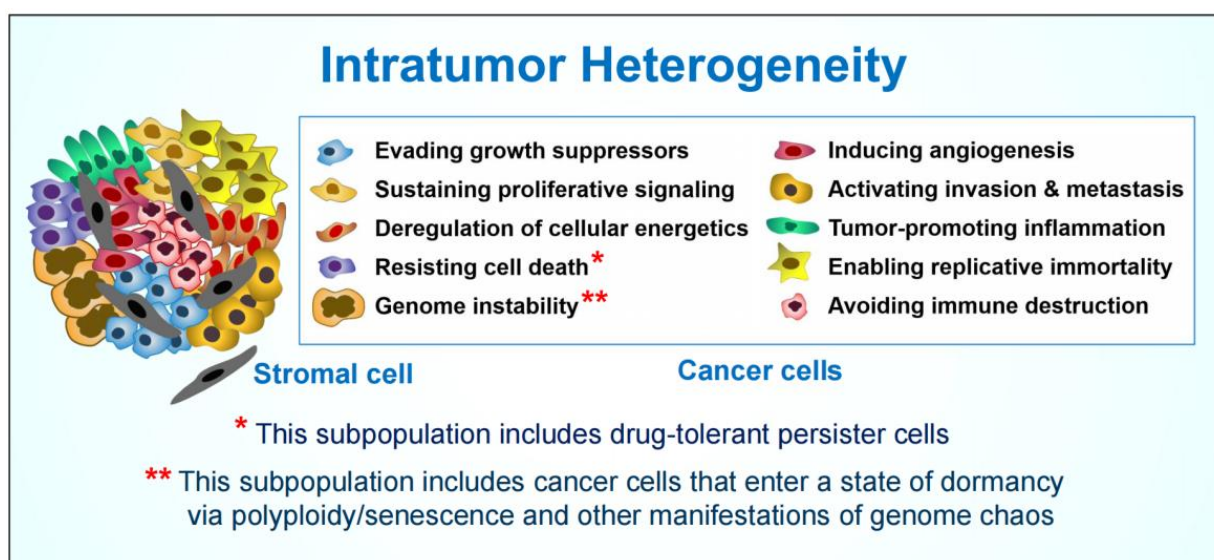 Intratumor Heterogeneity
Evading growth suppressors
Sustaining proliferative signaling
Deregulation of cellular energetics
Resisting cell death*
Genome instability**
Inducing angiogenesis
Activating invasion & metastasis
Tumor-promoting inflammation
Enabling replicative immortality
Avoiding immune destruction
Stromal cell
Cancer cells
* This subpopulation includes drug-tolerant persister cells
** This subpopulation includes cancer cells that enter a state of dormancy
via polyploidy/senescence and other manifestations of genome chaos